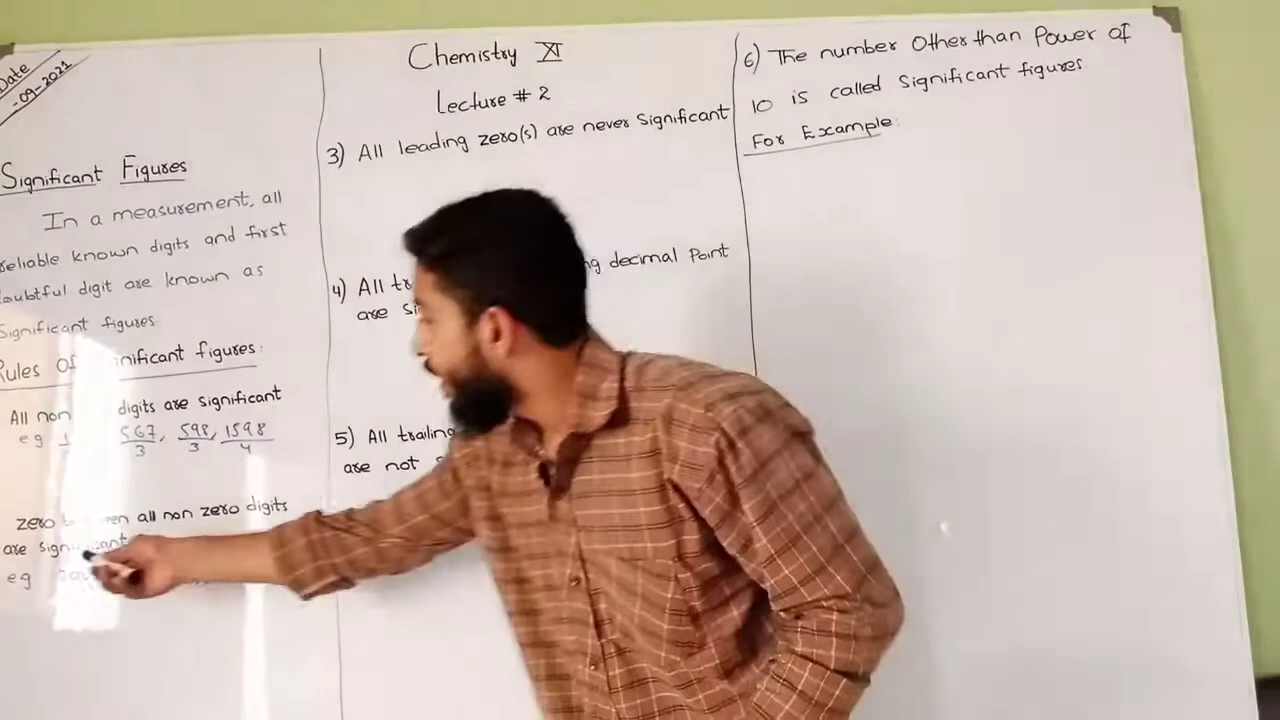 Date
-09-2021
Significant Figures
In a measurement, all
reliable known digits and first
doubtful digit are known as
Significant figures
Rules of significant figures:
All non digits are significant
eg 567, 598, 1598
3 3 4
zero between all non zero digits
are significant
eg
Chemistry XI
Lecture # 2
3) All leading zero(s) are never Significant
4) All decimal Point
are
5) All trailing
are not
6) The number Other than Power of
10 is called Significant figures
For Example: